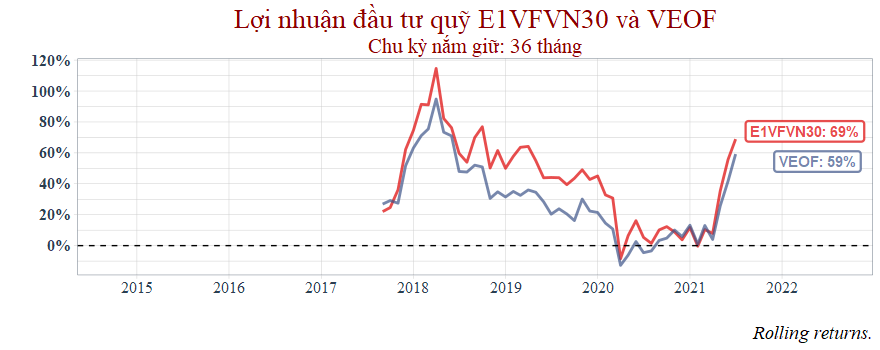 Lợi nhuận đầu tư quỹ E1VFVN30 và VEOF
Chu kỳ nắm giữ: 36 tháng
120%
100%
80%
60%
40%
20%
0%
E1VFVN30: 69%
VEOF: 59%
2015 2016 2017 2018 2019 2020 2021 2022
Rolling returns.